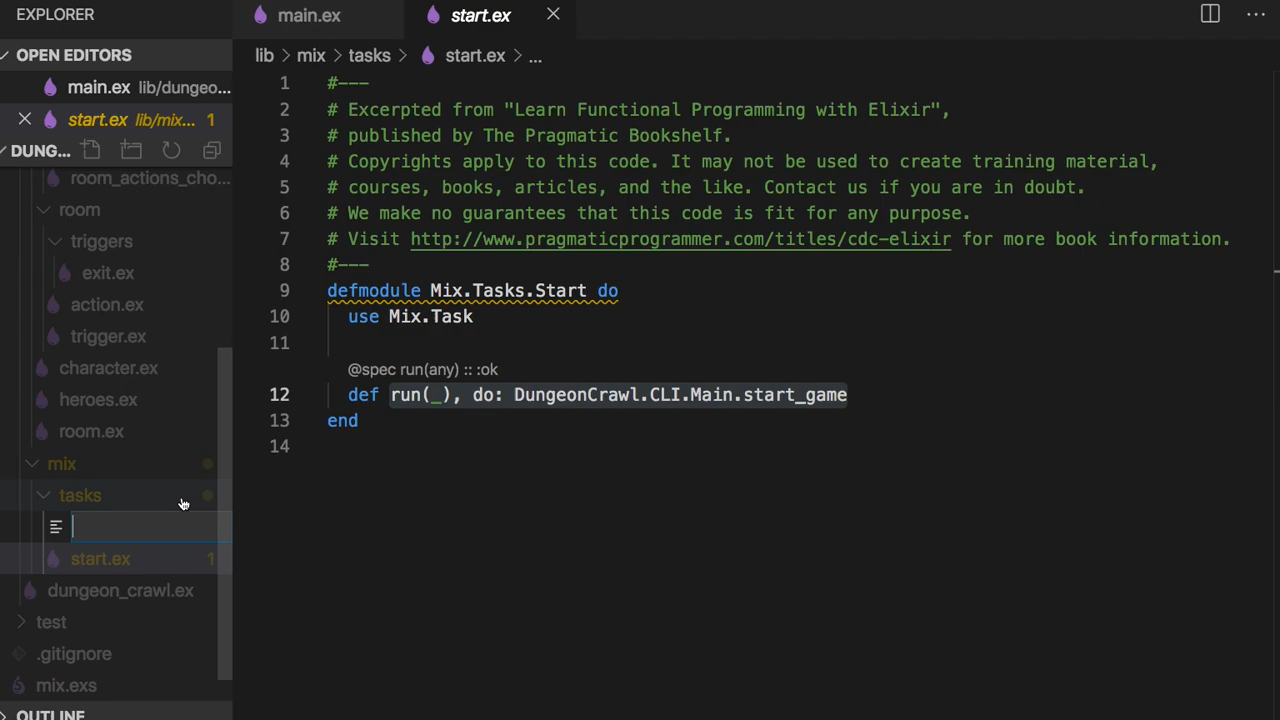 EXPLORER
OPEN EDITORS
main.ex lib/dungeo...
start.ex lib/mix... 1
DUNG...
room_actions_cho...
room
triggers
exit.ex
action.ex
trigger.ex
character.ex
heroes.ex
room.ex
mix
tasks
start.ex 1
dungeon_crawl.ex
test
.gitignore
mix.exs
OUTLINE
main.ex
start.ex
lib > mix > tasks > start.ex > ...
1 #---
2 # Excerpted from "Learn Functional Programming with Elixir",
3 # published by The Pragmatic Bookshelf.
4 # Copyrights apply to this code. It may not be used to create training material,
5 # courses, books, articles, and the like. Contact us if you are in doubt.
6 # We make no guarantees that this code is fit for any purpose.
7 # Visit http://www.pragmaticprogrammer.com/titles/cdc-elixir for more book information.
8 #---
9 defmodule Mix.Tasks.Start do
10 use Mix.Task
11
@spec run(any) :: :ok
12 def run(_), do: DungeonCrawl.CLI.Main.start_game
13 end
14